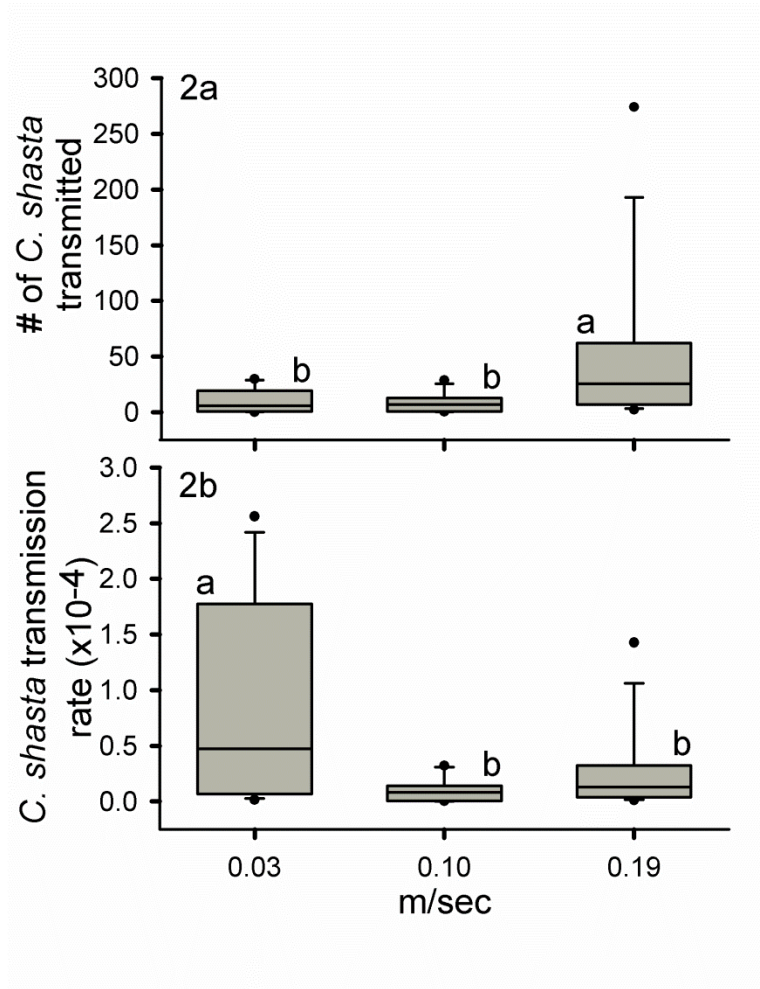 2a
# of C. shasta
transmitted
300
250
200
150
100
50
0
b
b
a
2b
C. shasta transmission
rate (x10-4)
3.0
2.5
2.0
1.5
1.0
0.5
0.0
a
b
b
0.03 0.10 0.19
m/sec